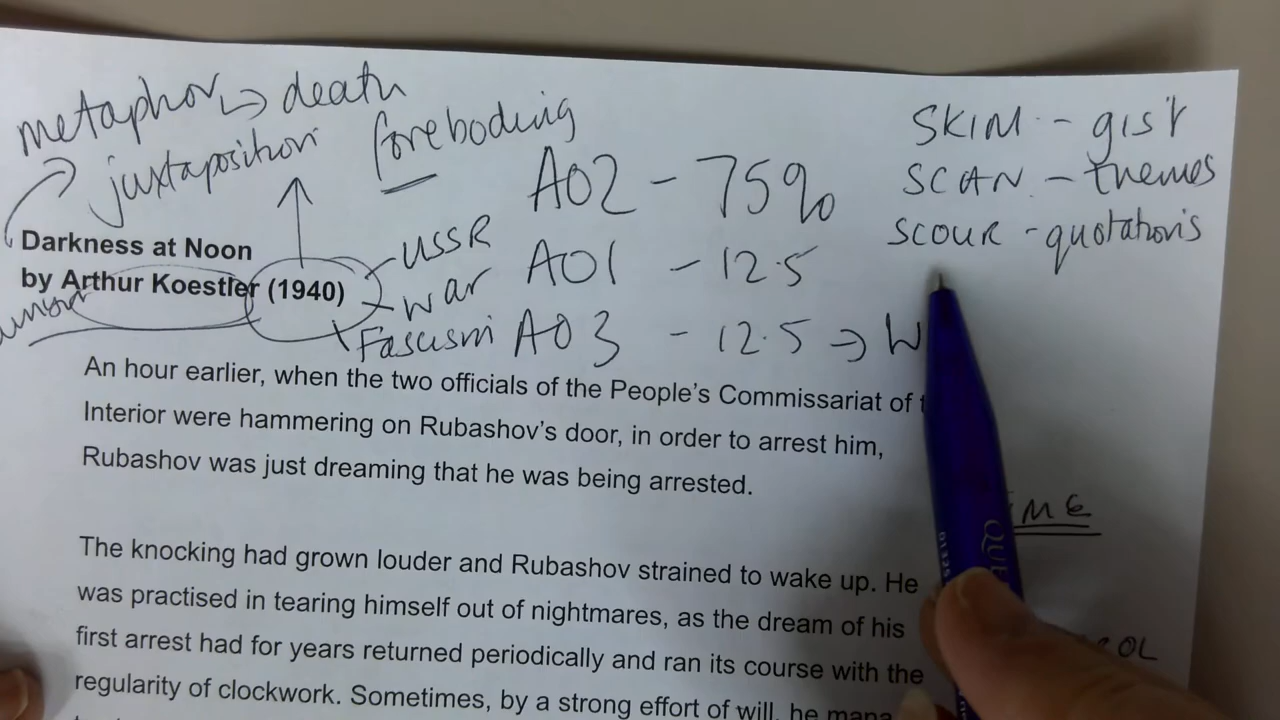 metaphor → death
juxtaposition foreboding
SKIM - gist
SCAN - themes
SCOUR - quotations
AO2 - 75%
AO1 - 12.5
AO3 - 12.5 →
USSR
war
Fascism
Darkness at Noon
by Arthur Koestler (1940)
An hour earlier, when the two officials of the People's Commissariat of
Interior were hammering on Rubashov's door, in order to arrest him,
Rubashov was just dreaming that he was being arrested.
The knocking had grown louder and Rubashov strained to wake up. He
was practised in tearing himself out of nightmares, as the dream of his
first arrest had for years returned periodically and ran its course with the
regularity of clockwork. Sometimes, by a strong effort of will, he mana